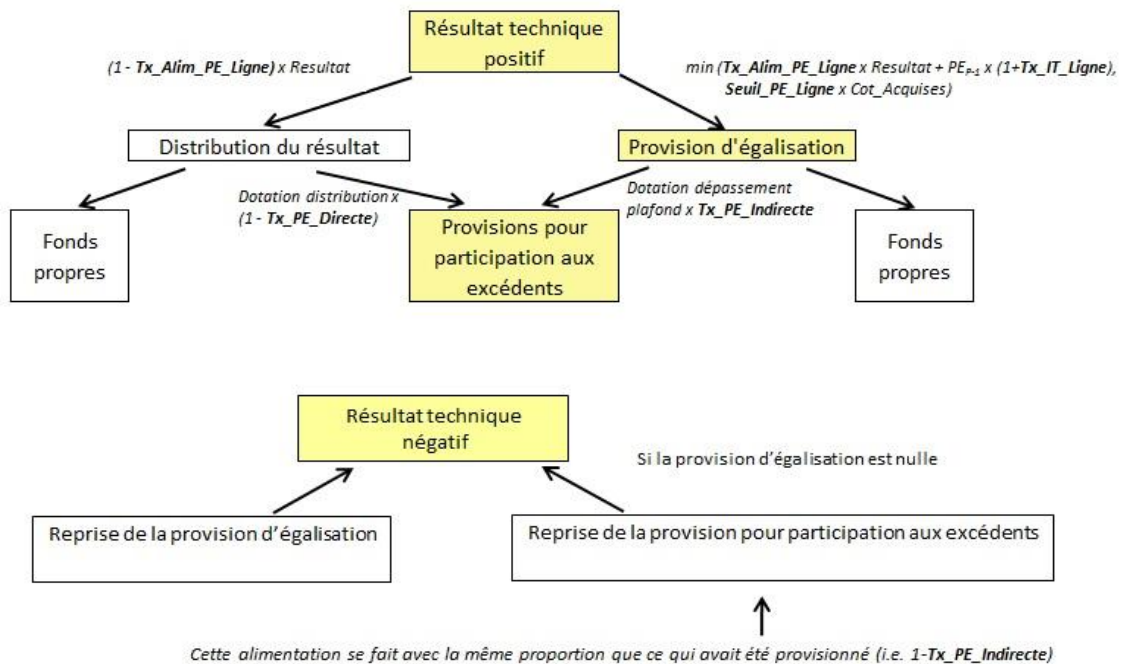 Résultat technique
positif
(1 - Tx_Alim_PE_Ligne) x Resultat
min (Tx_Alim_PE_Ligne x Resultat + PEP-1 x (1+Tx_IT_Ligne),
Seuil_PE_Ligne x Cot_Acquises)
Distribution du résultat
Provision d'égalisation
Dotation distribution x
(1 - Tx_PE_Directe)
Dotation dépassement
plafond x Tx_PE_Indirecte
Fonds
propres
Provisions pour
participation aux
excédents
Fonds
propres
Résultat technique
négatif
Si la provision d’égalisation est nulle
Reprise de la provision d’égalisation
Reprise de la provision pour participation aux excédents
Cette alimentation se fait avec la même proportion que ce qui avait été provisionné (i.e. 1-Tx_PE_Indirecte)